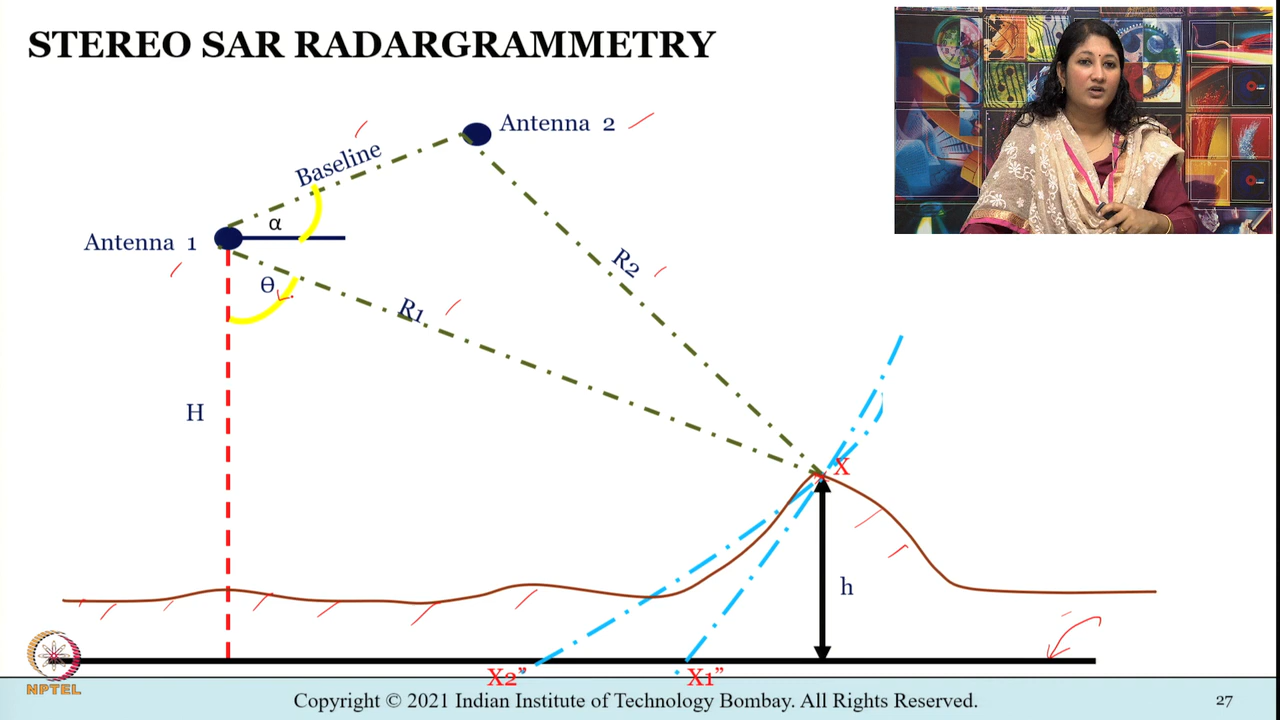 STEREO SAR RADARGRAMMETRY
Antenna 2
Baseline
α
Antenna 1
θ
R2
R1
H
X
h
X2”
X1”
NPTEL
Copyright © 2021 Indian Institute of Technology Bombay. All Rights Reserved.
27